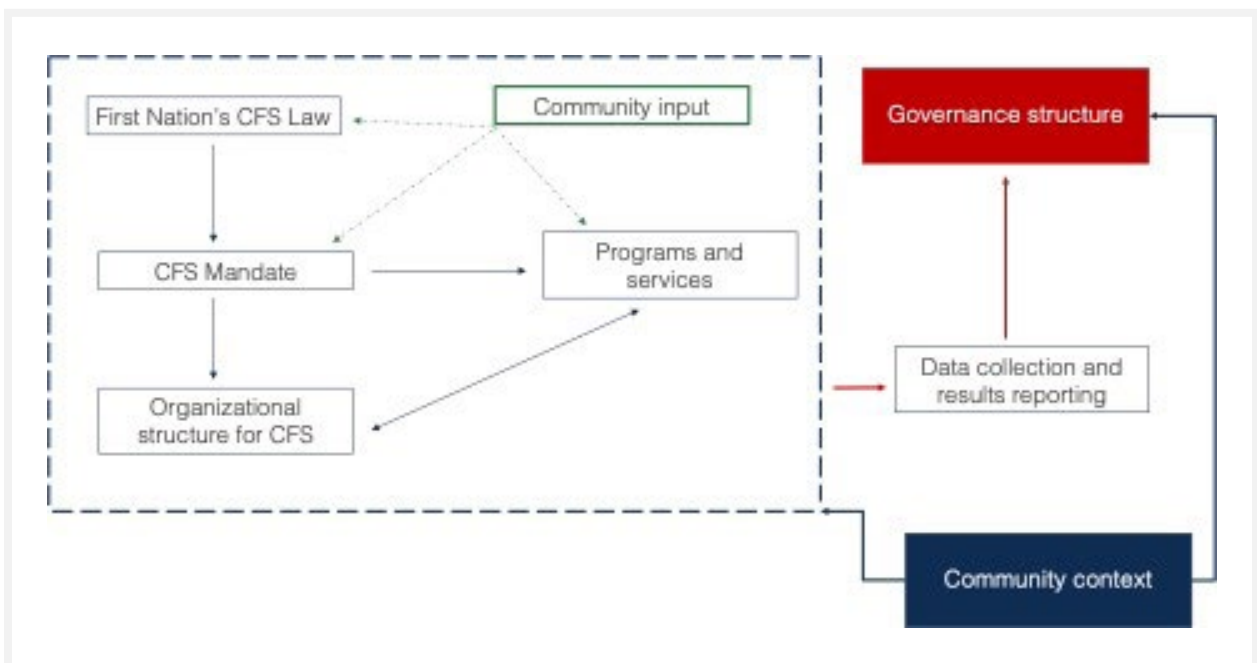 First Nation's CFS Law
Community input
Governance structure
CFS Mandate
Programs and
services
Data collection and
results reporting
Organizational
structure for CFS
Community context